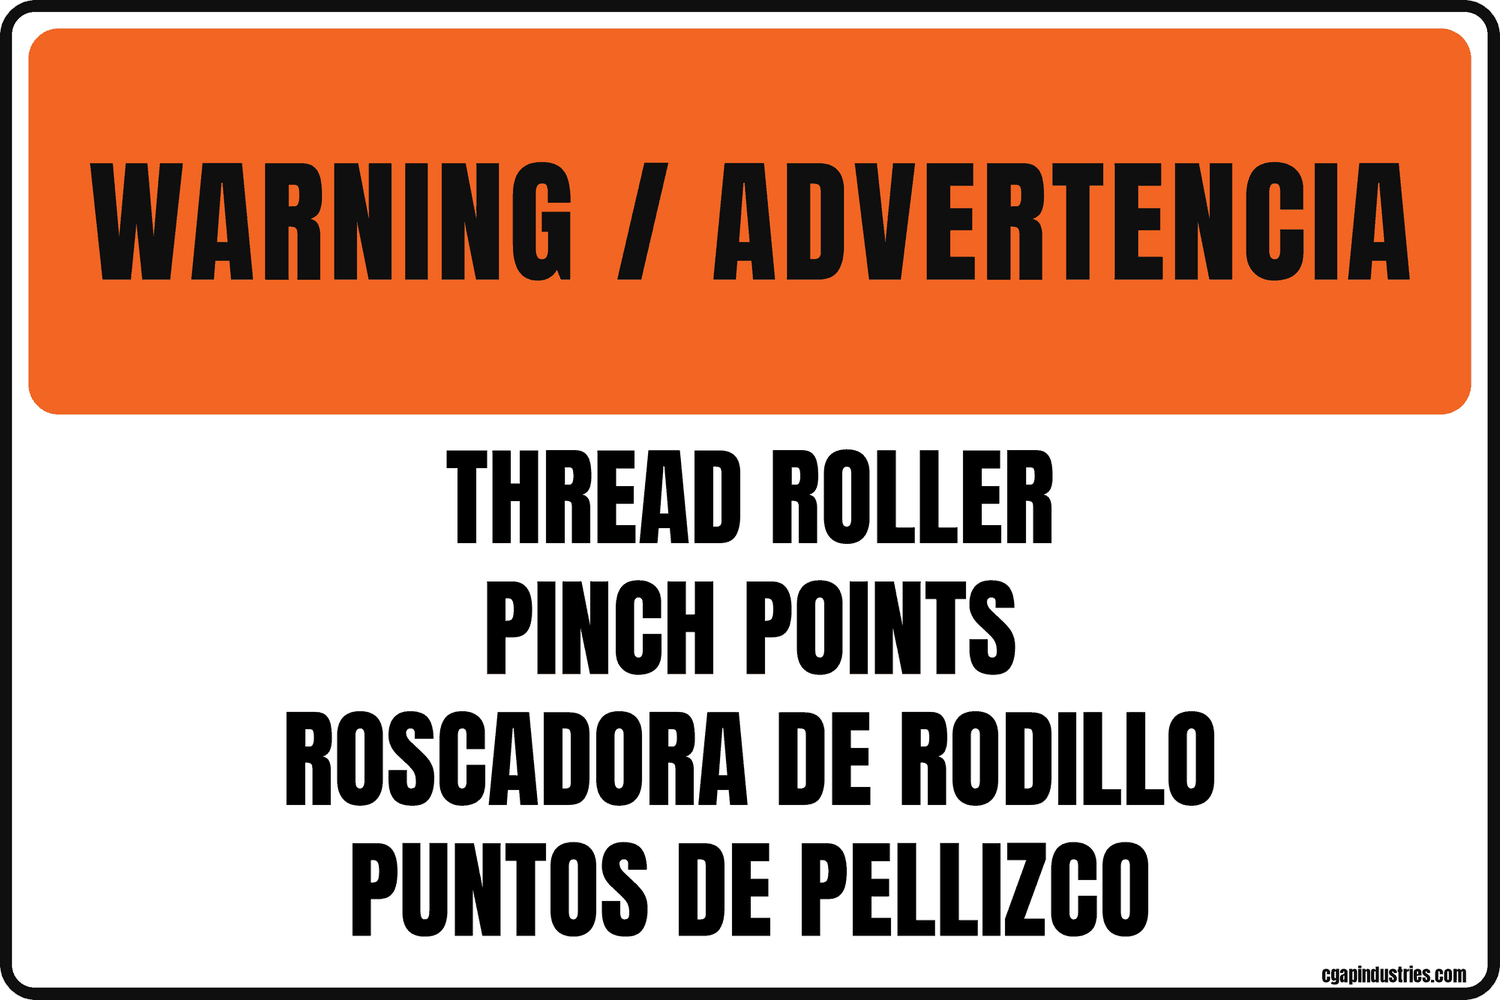 WARNING / ADVERTENCIA
THREAD ROLLER
PINCH POINTS
ROSCADORA DE RODILLO
PUNTOS DE PELLIZCO
cgapindustries.com